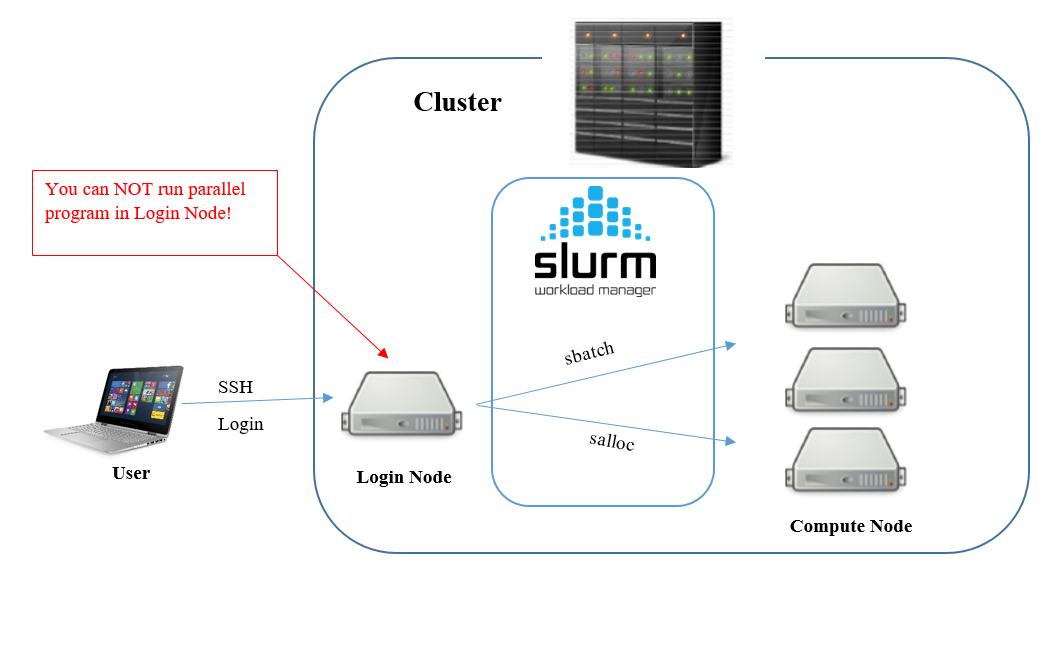 Cluster
You can NOT run parallel
program in Login Node!
slurm
workload manager
sbatch
SSH
Login
salloc
User
Login Node
Compute Node